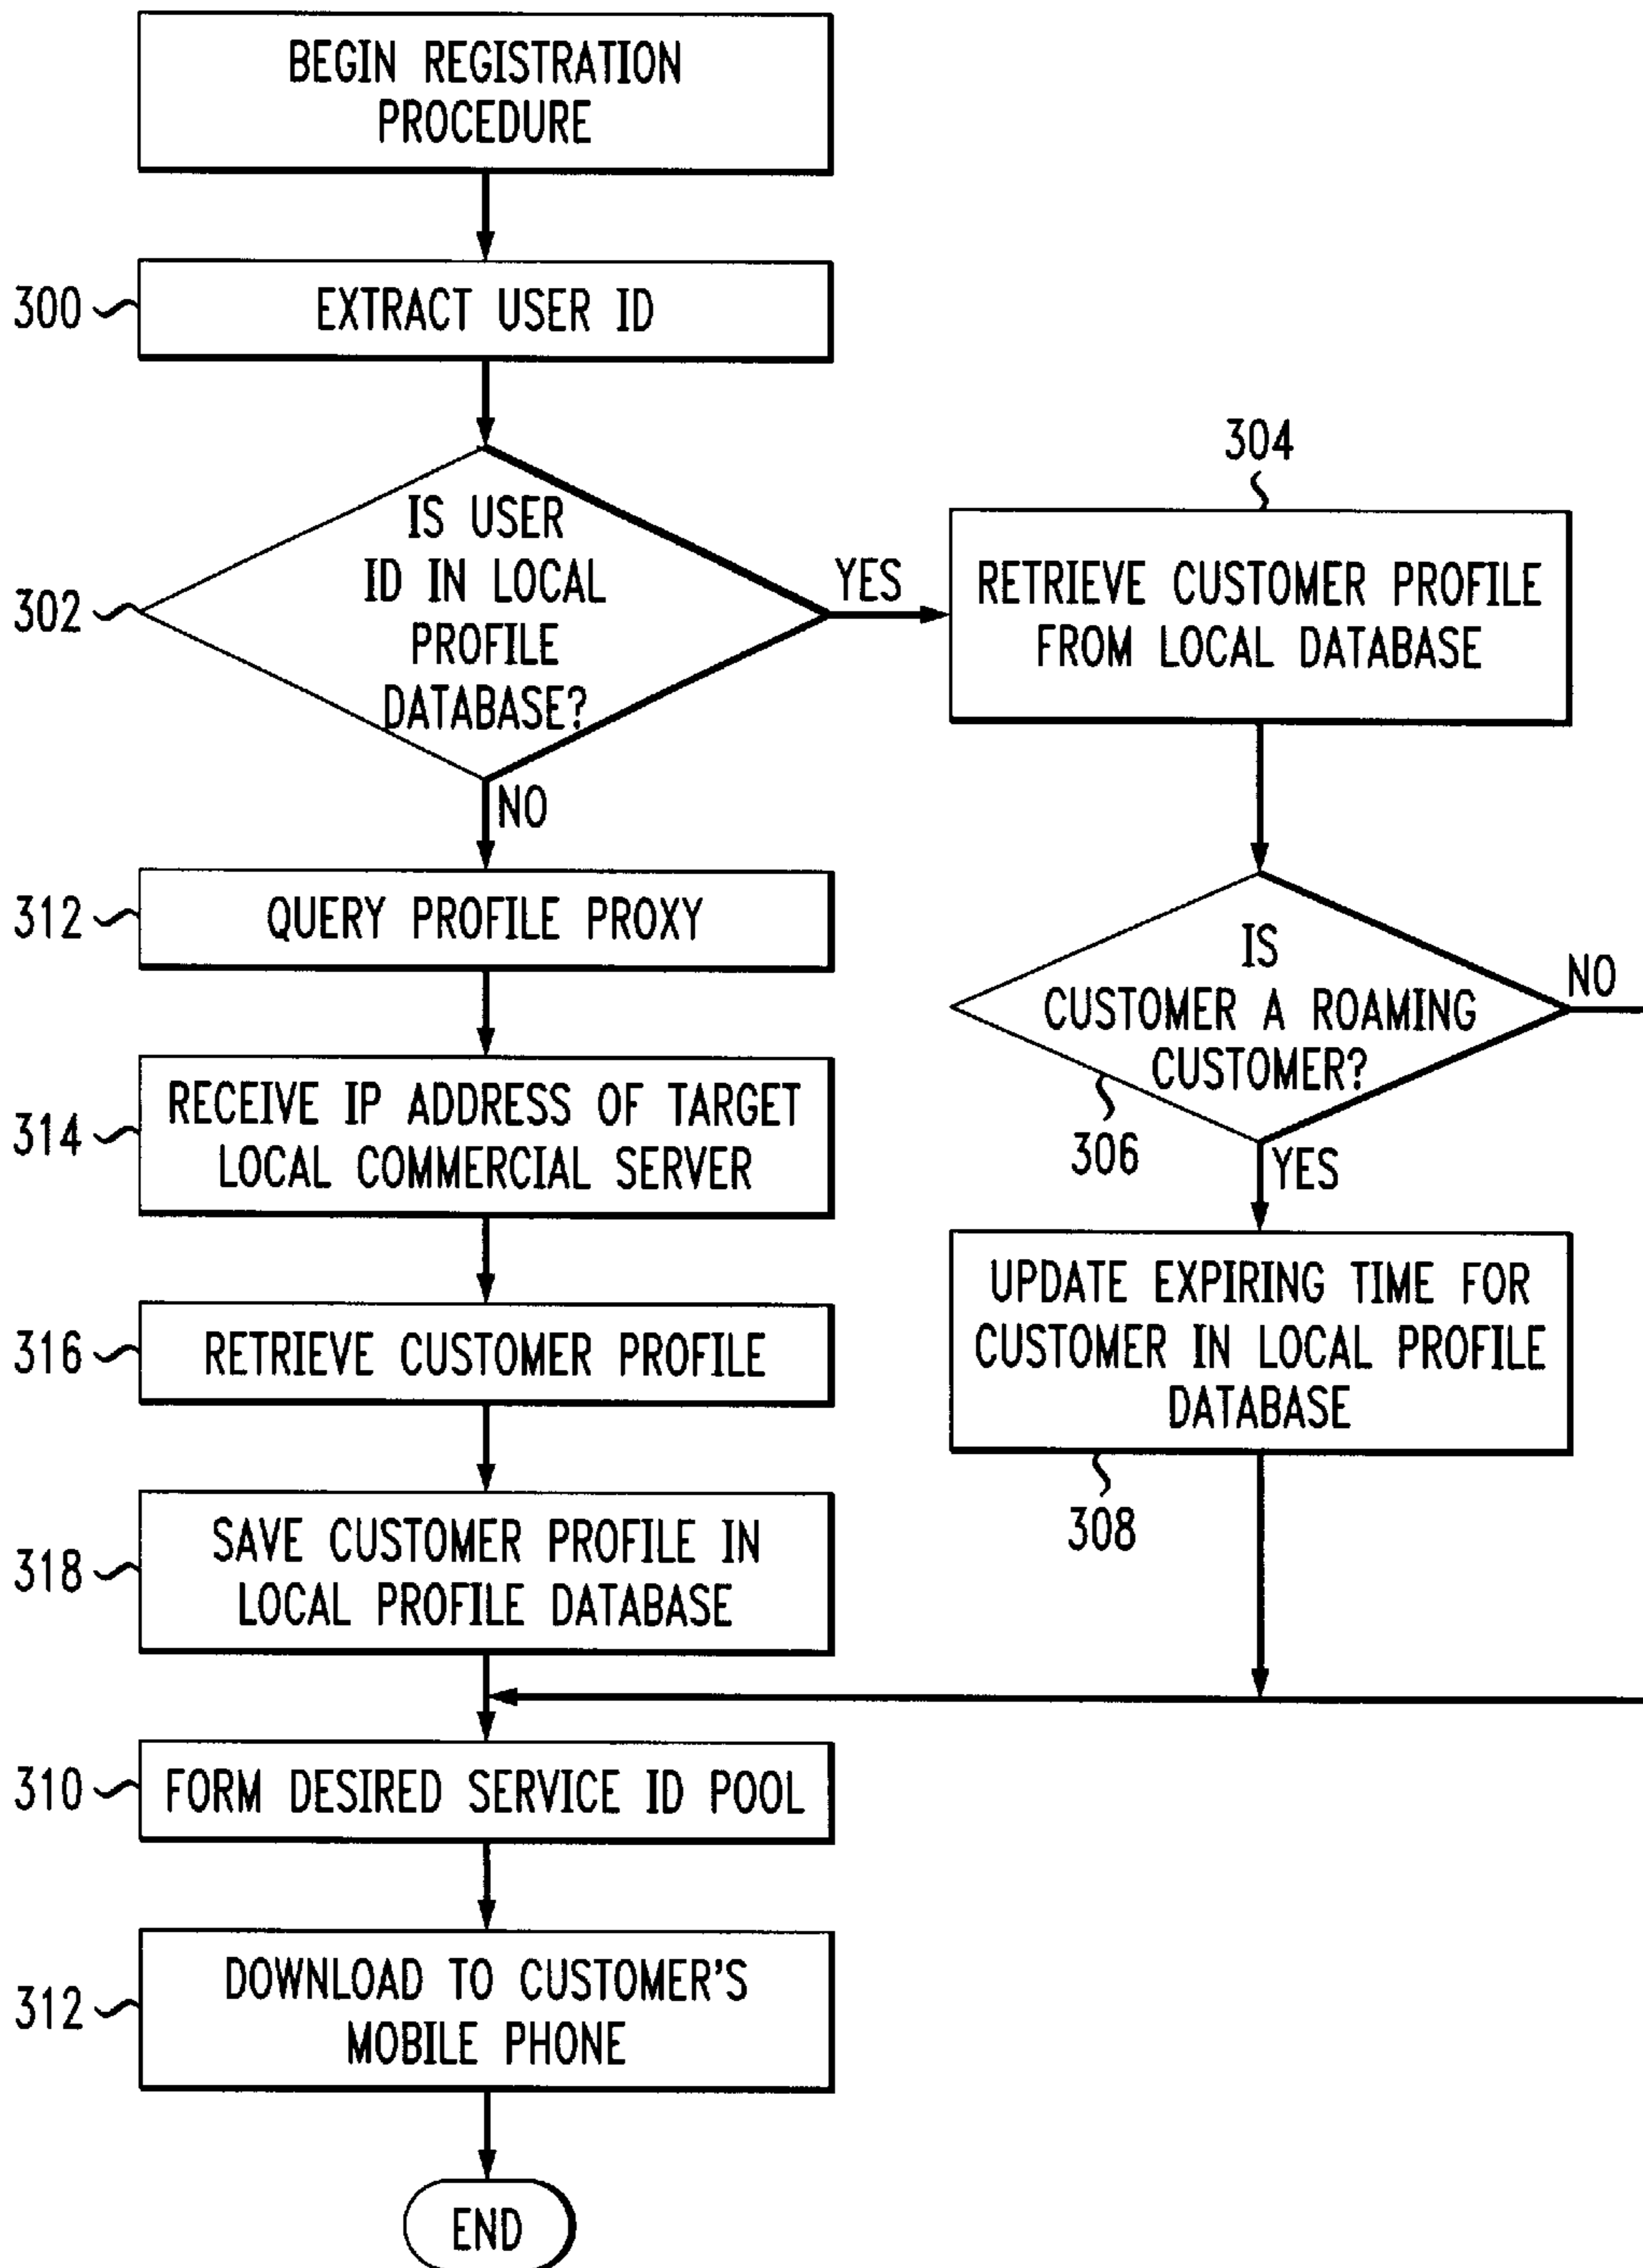 BEGIN REGISTRATION
PROCEDURE
300
EXTRACT USER ID
302
IS USER
ID IN LOCAL
PROFILE
DATABASE?
YES
304
RETRIEVE CUSTOMER PROFILE
FROM LOCAL DATABASE
NO
312
QUERY PROFILE PROXY
IS
CUSTOMER A ROAMING
CUSTOMER?
NO
306
YES
314
RECEIVE IP ADDRESS OF TARGET
LOCAL COMMERCIAL SERVER
UPDATE EXPIRING TIME FOR
CUSTOMER IN LOCAL PROFILE
DATABASE
308
316
RETRIEVE CUSTOMER PROFILE
318
SAVE CUSTOMER PROFILE IN
LOCAL PROFILE DATABASE
310
FORM DESIRED SERVICE ID POOL
312
DOWNLOAD TO CUSTOMER'S
MOBILE PHONE
END